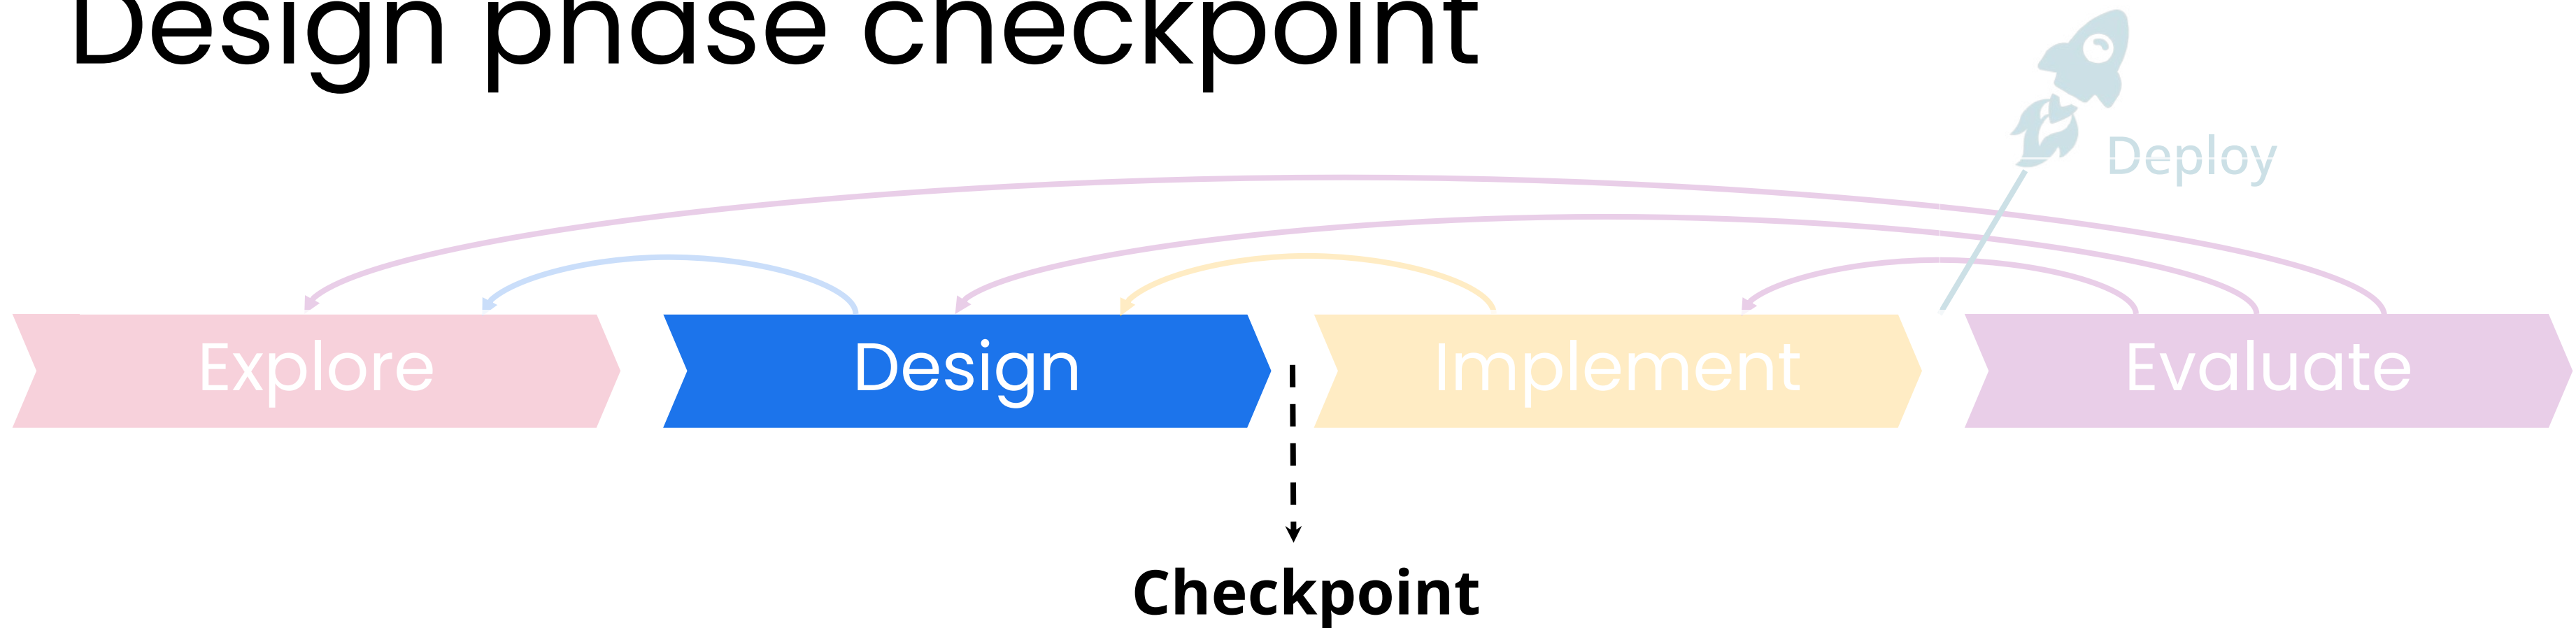 Design phase checkpoint
Deploy
Explore
Design
Implement
Evaluate
Checkpoint